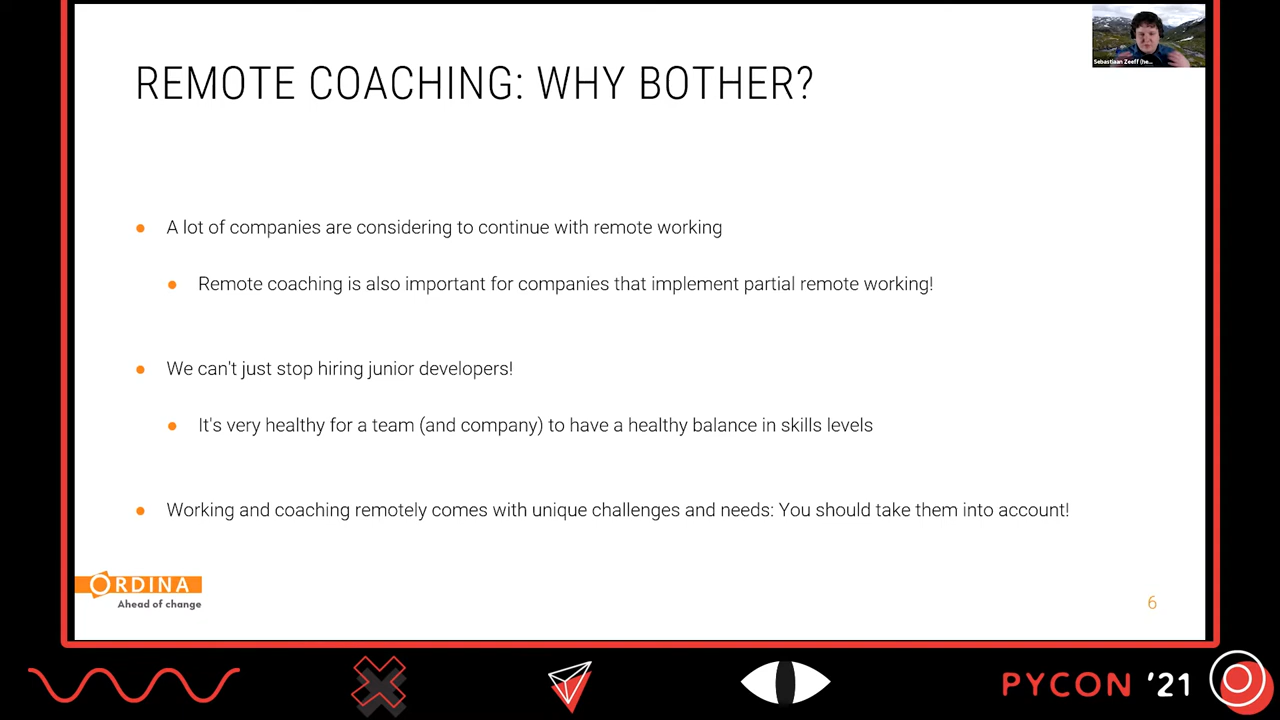 Sebastiaan Zeeff (he...
REMOTE COACHING: WHY BOTHER?
● A lot of companies are considering to continue with remote working
● Remote coaching is also important for companies that implement partial remote working!
● We can't just stop hiring junior developers!
● It's very healthy for a team (and company) to have a healthy balance in skills levels
● Working and coaching remotely comes with unique challenges and needs: You should take them into account!
ORDINA
Ahead of change
6
PYCON '21